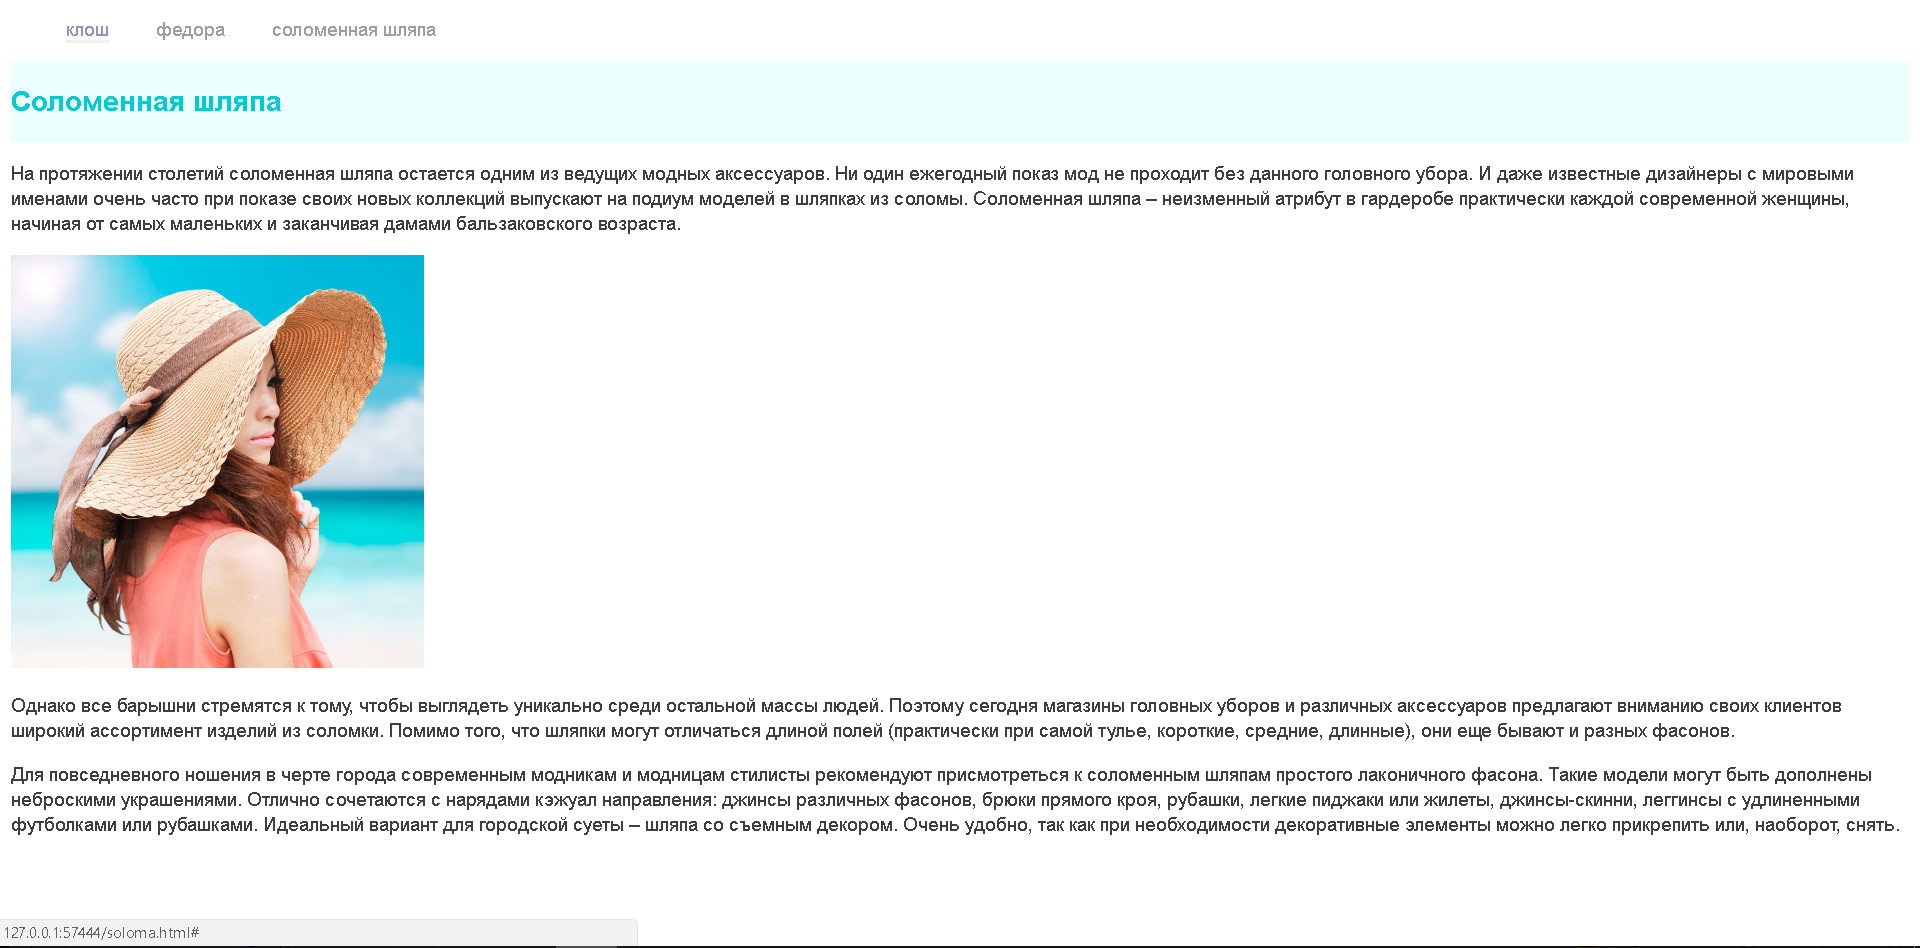 клош федора соломенная шляпа
Соломенная шляпа
На протяжении столетий соломенная шляпа остается одним из ведущих модных аксессуаров. Ни один ежегодный показ мод не проходит без данного головного убора. И даже известные дизайнеры с мировыми
именами очень часто при показе своих новых коллекций выпускают на подиум моделей в шляпках из соломы. Соломенная шляпа – неизменный атрибут в гардеробе практически каждой современной женщины,
начиная от самых маленьких и заканчивая дамами бальзаковского возраста.
Однако все барышни стремятся к тому, чтобы выглядеть уникально среди остальной массы людей. Поэтому сегодня магазины головных уборов и различных аксессуаров предлагают вниманию своих клиентов
широкий ассортимент изделий из соломки. Помимо того, что шляпки могут отличаться длиной полей (практически при самой тулье, короткие, средние, длинные), они еще бывают и разных фасонов.
Для повседневного ношения в черте города современным модникам и модницам стилисты рекомендуют присмотреться к соломенным шляпам простого лаконичного фасона. Такие модели могут быть дополнены
неброскими украшениями. Отлично сочетаются с нарядами кэжуал направления: джинсы различных фасонов, брюки прямого кроя, рубашки, легкие пиджаки или жилеты, джинсы-скинни, леггинсы с удлиненными
футболками или рубашками. Идеальный вариант для городской суеты – шляпа со съемным декором. Очень удобно, так как при необходимости декоративные элементы можно легко прикрепить или, наоборот, снять.
127.0.0.1:57444/soloma.html#